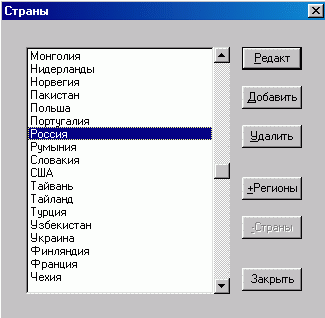 Страны
Монголия
Нидерланды
Норвегия
Пакистан
Польша
Португалия
Россия
Румыния
Словакия
США
Тайвань
Тайланд
Турция
Узбекистан
Украина
Финляндия
Франция
Чехия
Редакт
Добавить
Удалить
+Регионы
-Страны
Закрыть